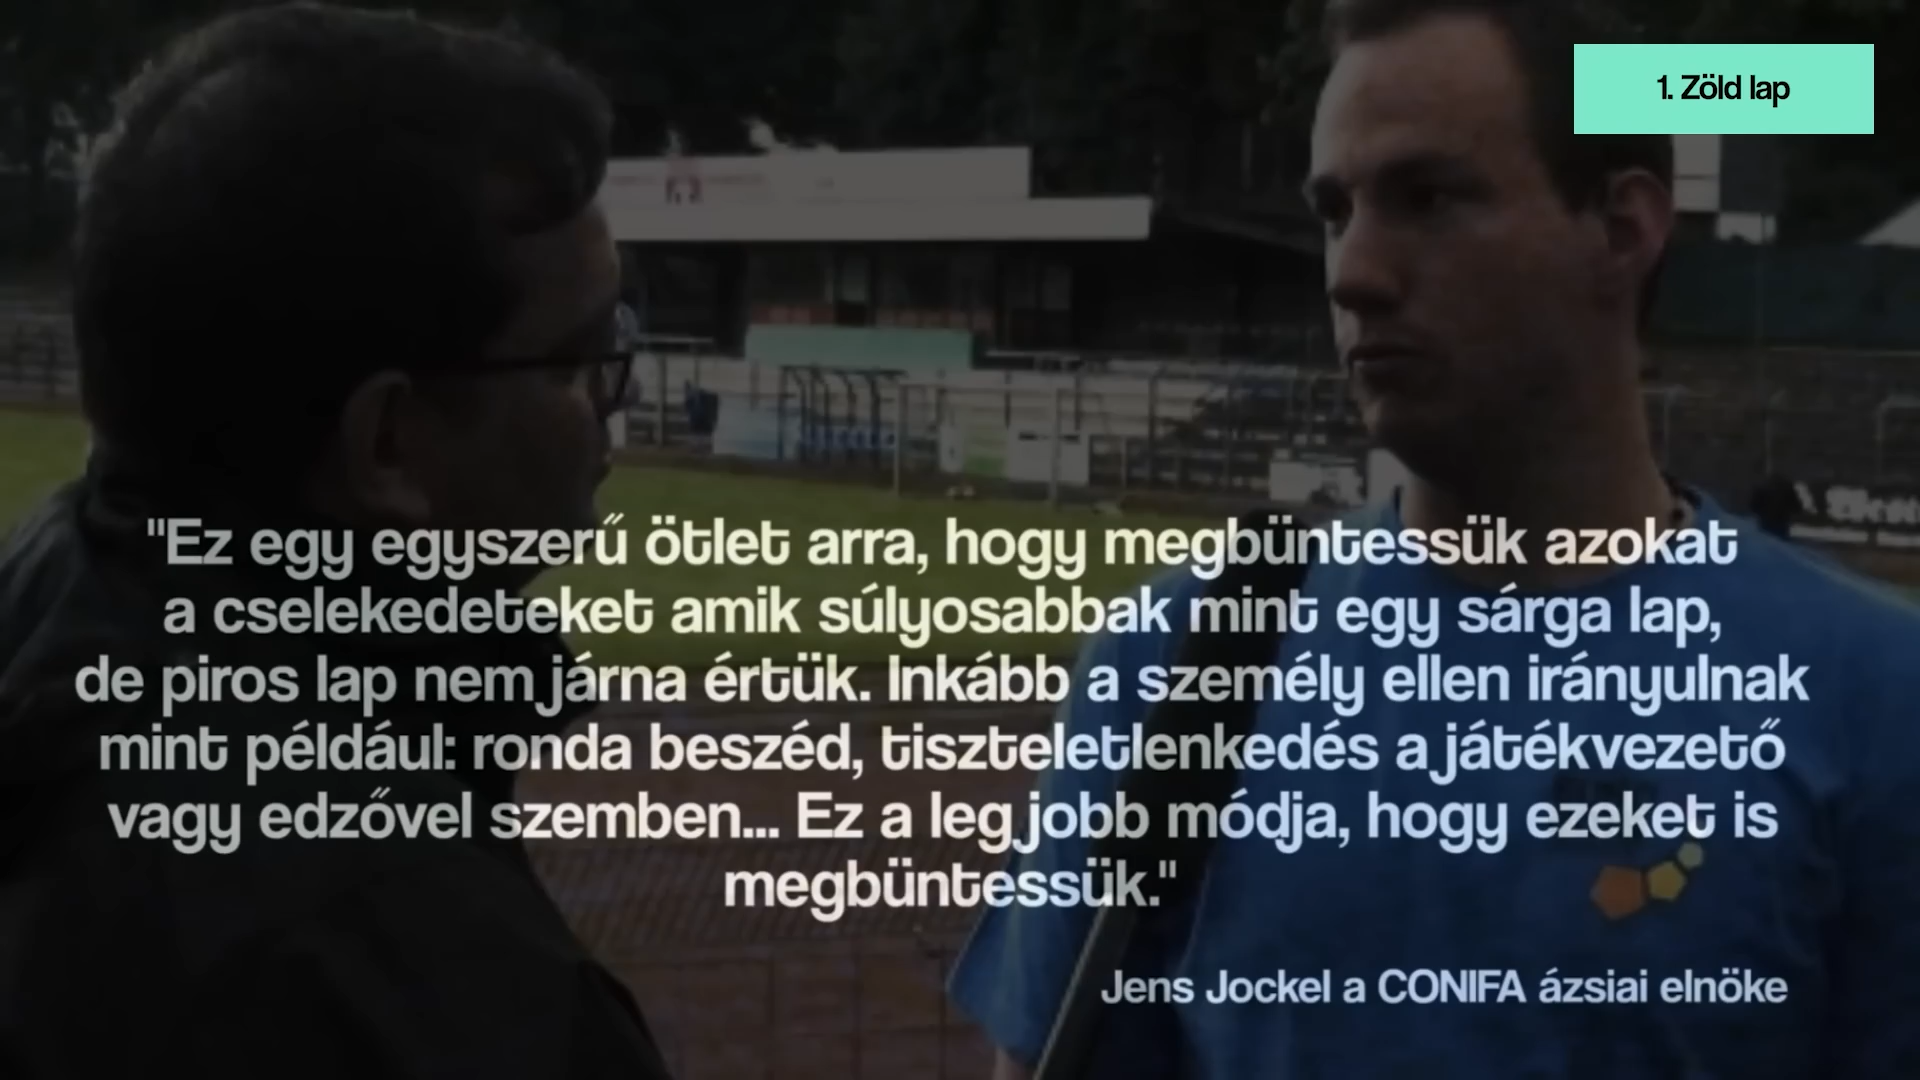 1. Zöld lap
"Ez egy egyszerű ötlet arra, hogy megbüntessük azokat
a cselekedeteket amik súlyosabbak mint egy sárga lap,
de piros lap nem járna értük. Inkább a személy ellen irányulnak
mint például: ronda beszéd, tiszteletlenkedés a játékvezető
vagy edzővel szemben... Ez a legjobb módja, hogy ezeket is
megbüntessük."
Jens Jockel a CONIFA ázsiai elnöke